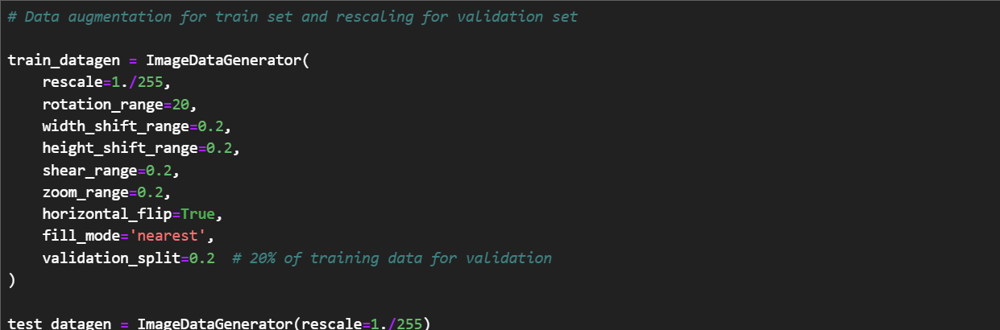 # Data augmentation for train set and rescaling for validation set
train_datagen = ImageDataGenerator(
    rescale=1./255,
    rotation_range=20,
    width_shift_range=0.2,
    height_shift_range=0.2,
    shear_range=0.2,
    zoom_range=0.2,
    horizontal_flip=True,
    fill_mode='nearest',
    validation_split=0.2  # 20% of training data for validation
)
test_datagen = ImageDataGenerator(rescale=1./255)